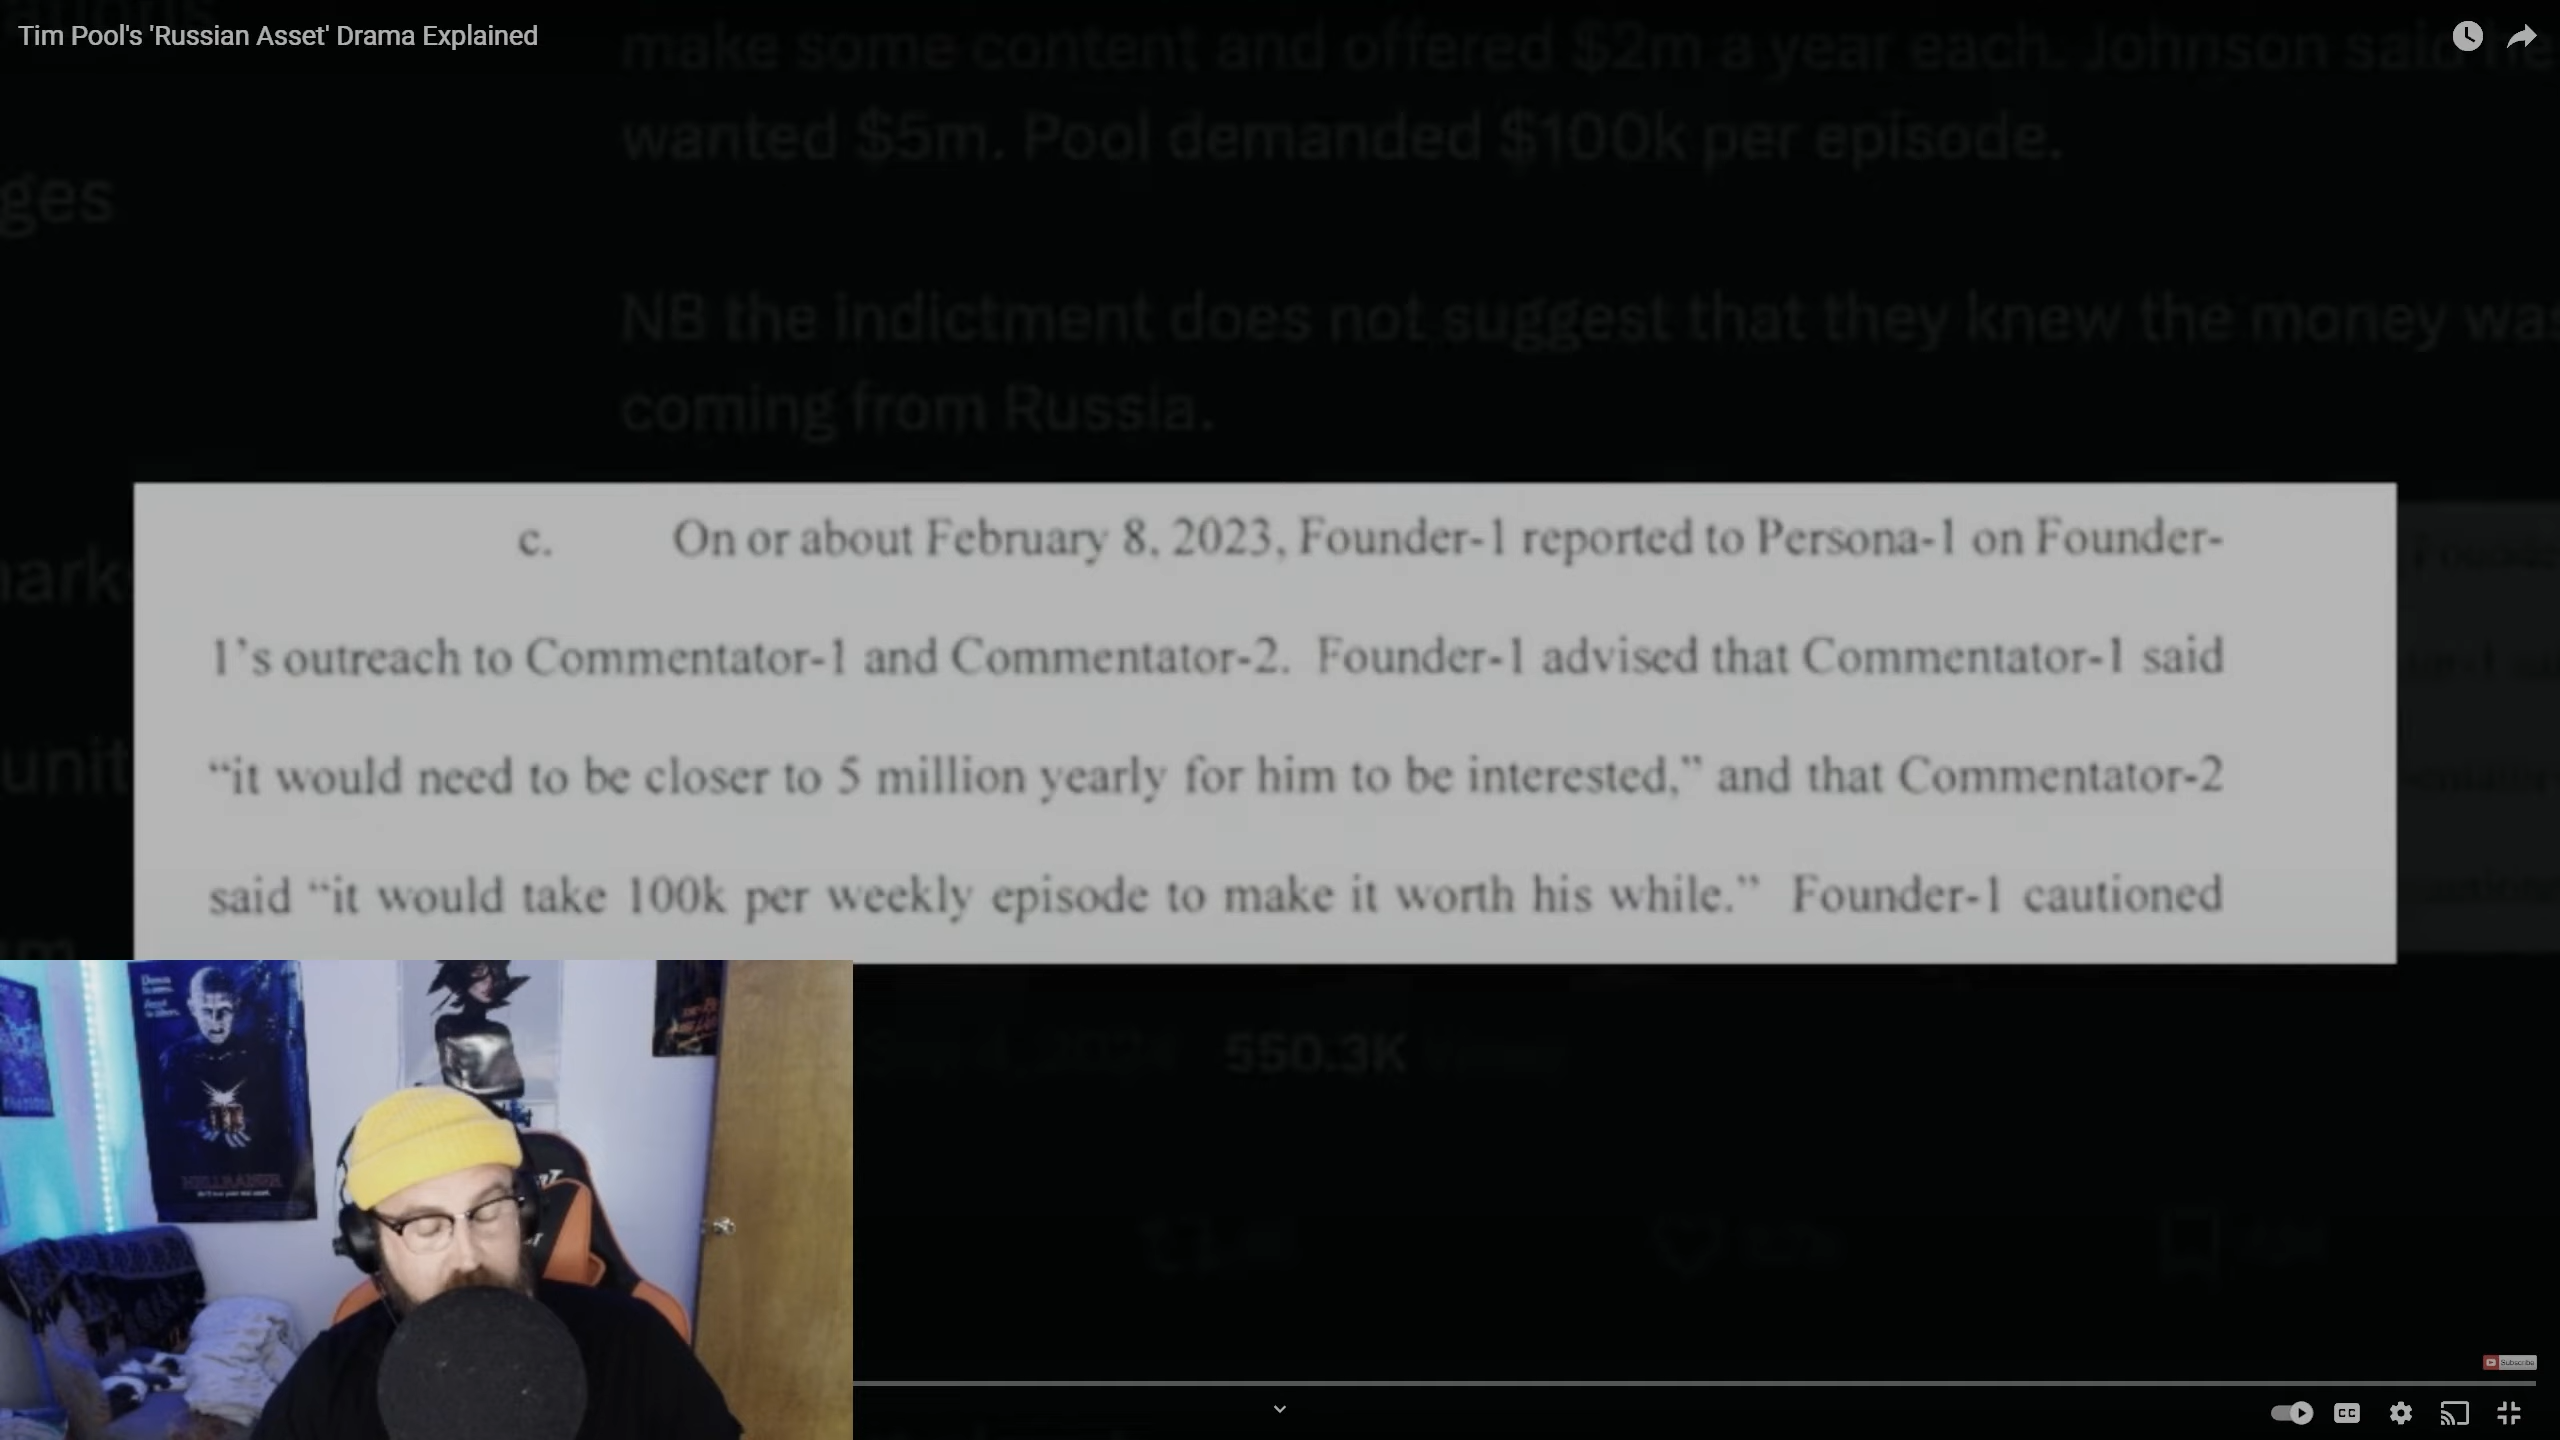 Tim Pool's 'Russian Asset' Drama Explained
make some content and offered $2m a year each. Johnson said he
wanted $5m. Pool demanded $100k per episode.
ges
NB the indictment does not suggest that they knew the money was
coming from Russia.
c. On or about February 8, 2023, Founder-1 reported to Persona-1 on Founder-
1’s outreach to Commentator-1 and Commentator-2. Founder-1 advised that Commentator-1 said
“it would need to be closer to 5 million yearly for him to be interested,” and that Commentator-2
said “it would take 100k per weekly episode to make it worth his while.” Founder-1 cautioned
550.3K
HELLRAISER
Subscribe
CC